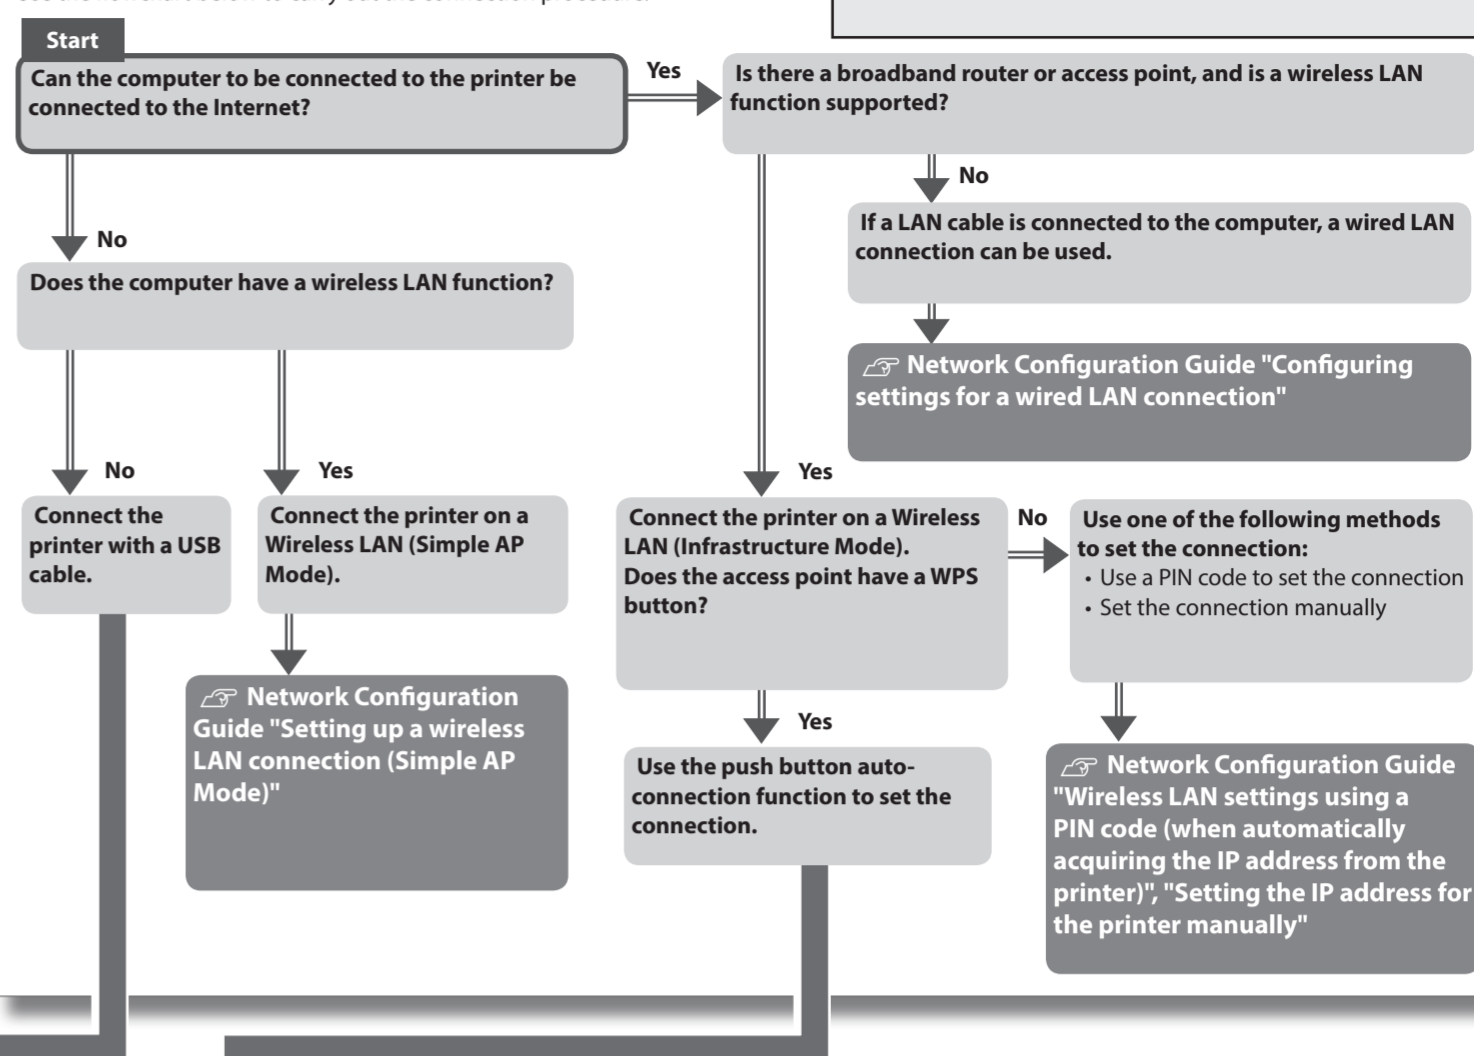 Start
Can the computer to be connected to the printer be
connected to the Internet?
Yes
Is there a broadband router or access point, and is a wireless LAN
function supported?
No
If a LAN cable is connected to the computer, a wired LAN
connection can be used.
Network Configuration Guide "Configuring
settings for a wired LAN connection"
No
Does the computer have a wireless LAN function?
No
Connect the
printer with a USB
cable.
Yes
Connect the printer on a
Wireless LAN (Simple AP
Mode).
Network Configuration
Guide "Setting up a wireless
LAN connection (Simple AP
Mode)"
Yes
Connect the printer on a Wireless
LAN (Infrastructure Mode).
Does the access point have a WPS
button?
No
Use one of the following methods
to set the connection:
• Use a PIN code to set the connection
• Set the connection manually
Network Configuration Guide
"Wireless LAN settings using a
PIN code (when automatically
acquiring the IP address from the
printer)", "Setting the IP address for
the printer manually"
Yes
Use the push button auto-
connection function to set the
connection.